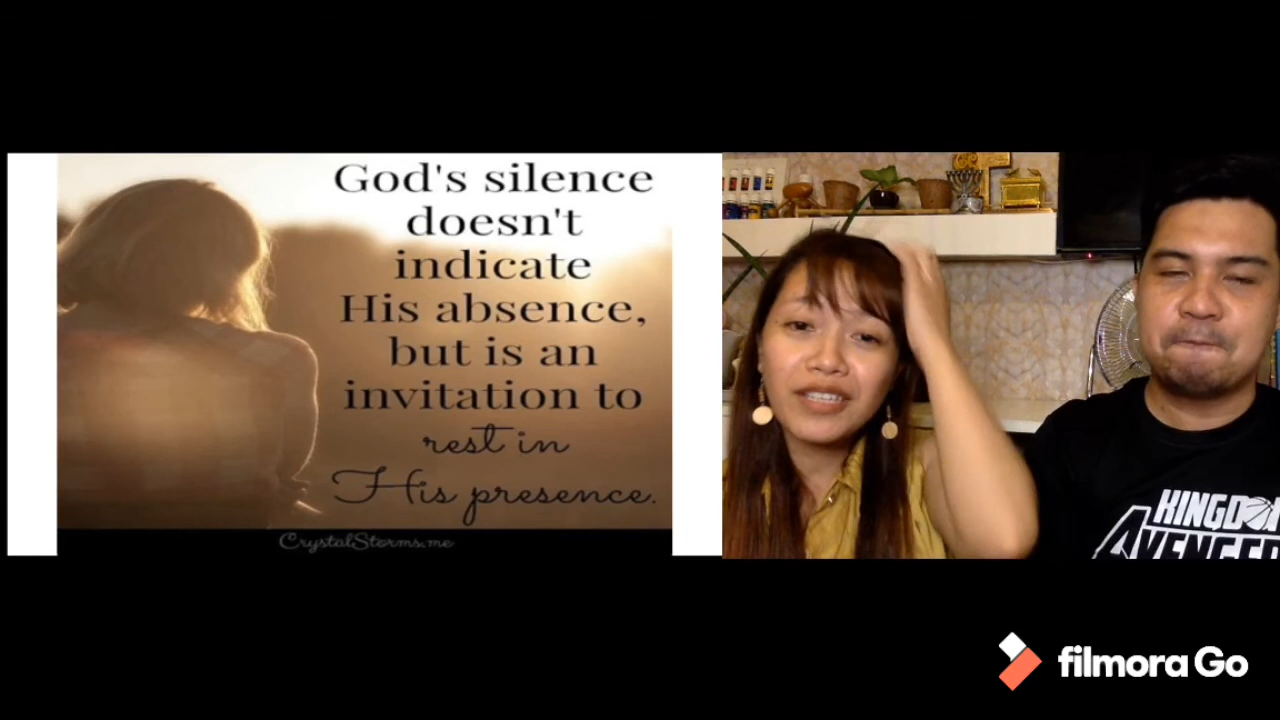 God's silence
doesn't
indicate
His absence,
but is an
invitation to
rest in
His presence.
CrystalStorms.me
KINGDOM
AVENGER
filmora Go